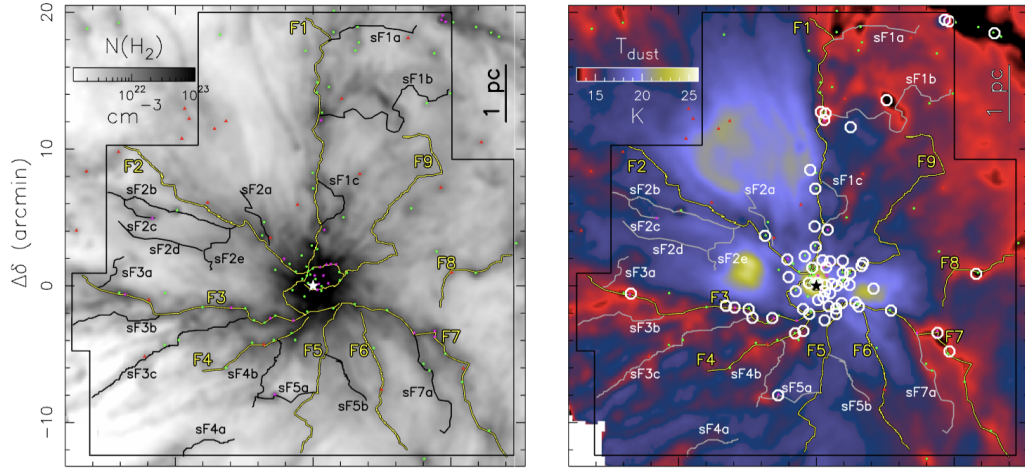 Δδ (arcmin)
20
10
0
−10
N(H₂)
10²² 10²³
cm⁻³
F1
sF1a
sF1b
1 pc
F9
F2
sF2b
sF2a
sF1c
sF2c
sF2d
sF2e
sF3a
F8
F3
sF3b
F7
F4
F5
F6
sF3c
sF4b
sF5a
sF7a
sF5b
sF4a
T_dust
15 20 25
K
F1
sF1a
sF1b
1 pc
F9
F2
sF2b
sF2a
sF1c
sF2c
sF2d
sF2e
sF3a
F8
F3
sF3b
F7
F4
F5
F6
sF3c
sF4b
sF5a
sF7a
sF5b
sF4a